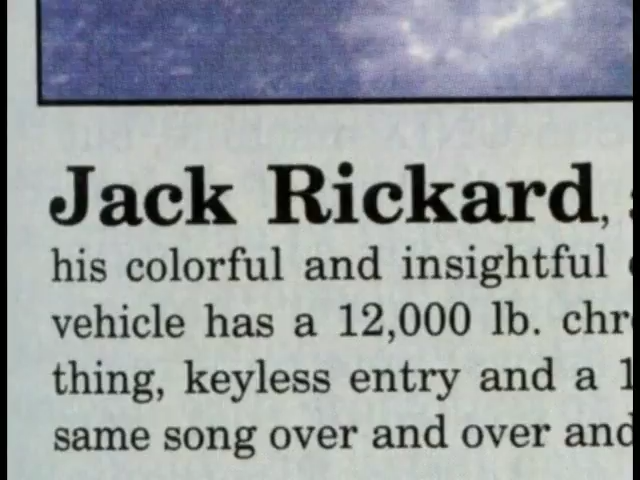 Jack Rickard,
his colorful and insightful
vehicle has a 12,000 lb.
thing, keyless entry and a
same song over and over and